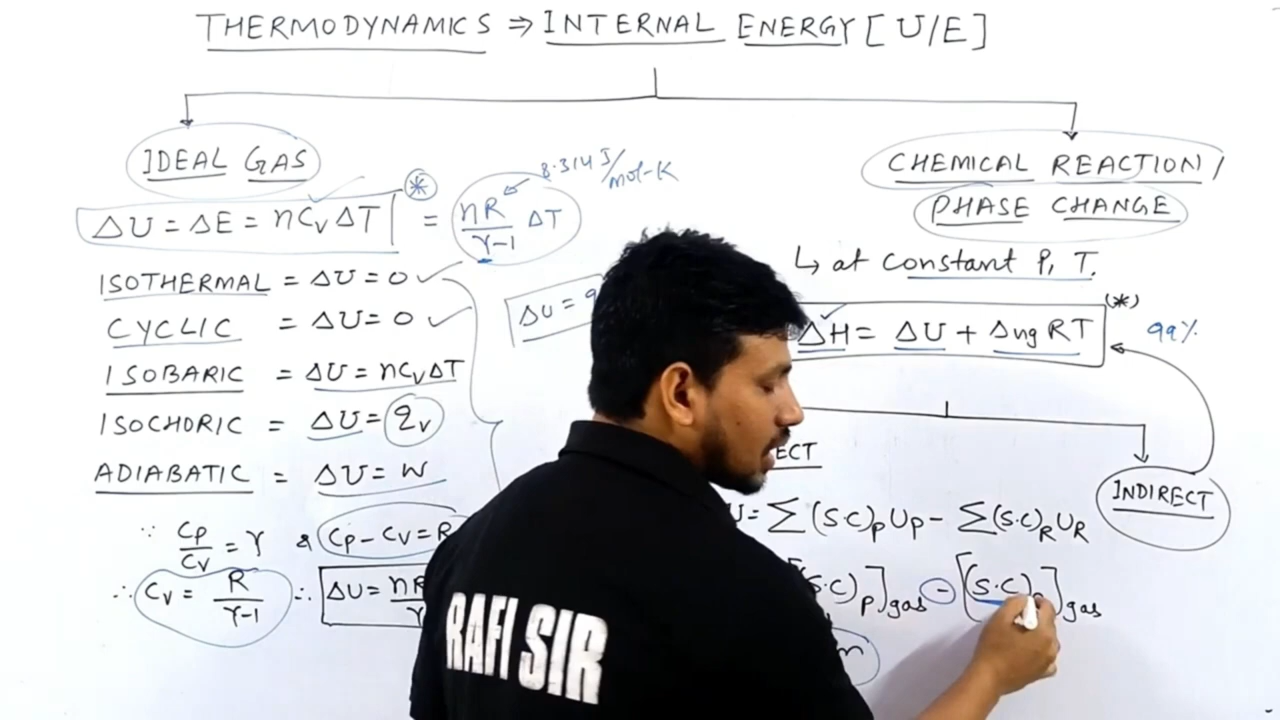 THERMODYNAMICS ⇒ INTERNAL ENERGY [U/E]
IDEAL GAS
ΔU = ΔE = nCvΔT (*) = nR/γ-1 ΔT
8.314 J/mol-K
ISOTHERMAL = ΔU = 0 ✓
CYCLIC = ΔU = 0 ✓
ISOBARIC = ΔU = nCvΔT
ISOCHORIC = ΔU = qv
ADIABATIC = ΔU = W
∵ Cp/Cv = γ & Cp - Cv = R
∴ Cv = R/γ-1 ∴ ΔU = nR
ΔU = q
CHEMICAL REACTION /
PHASE CHANGE
↳ at constant P, T.
ΔH = ΔU + Δng RT (*) 99%
INDIRECT
U = Σ(S.C)P UP - Σ(S.C)R UR
S.C)P]gas - [(S.C)]gas
RAFI SIR